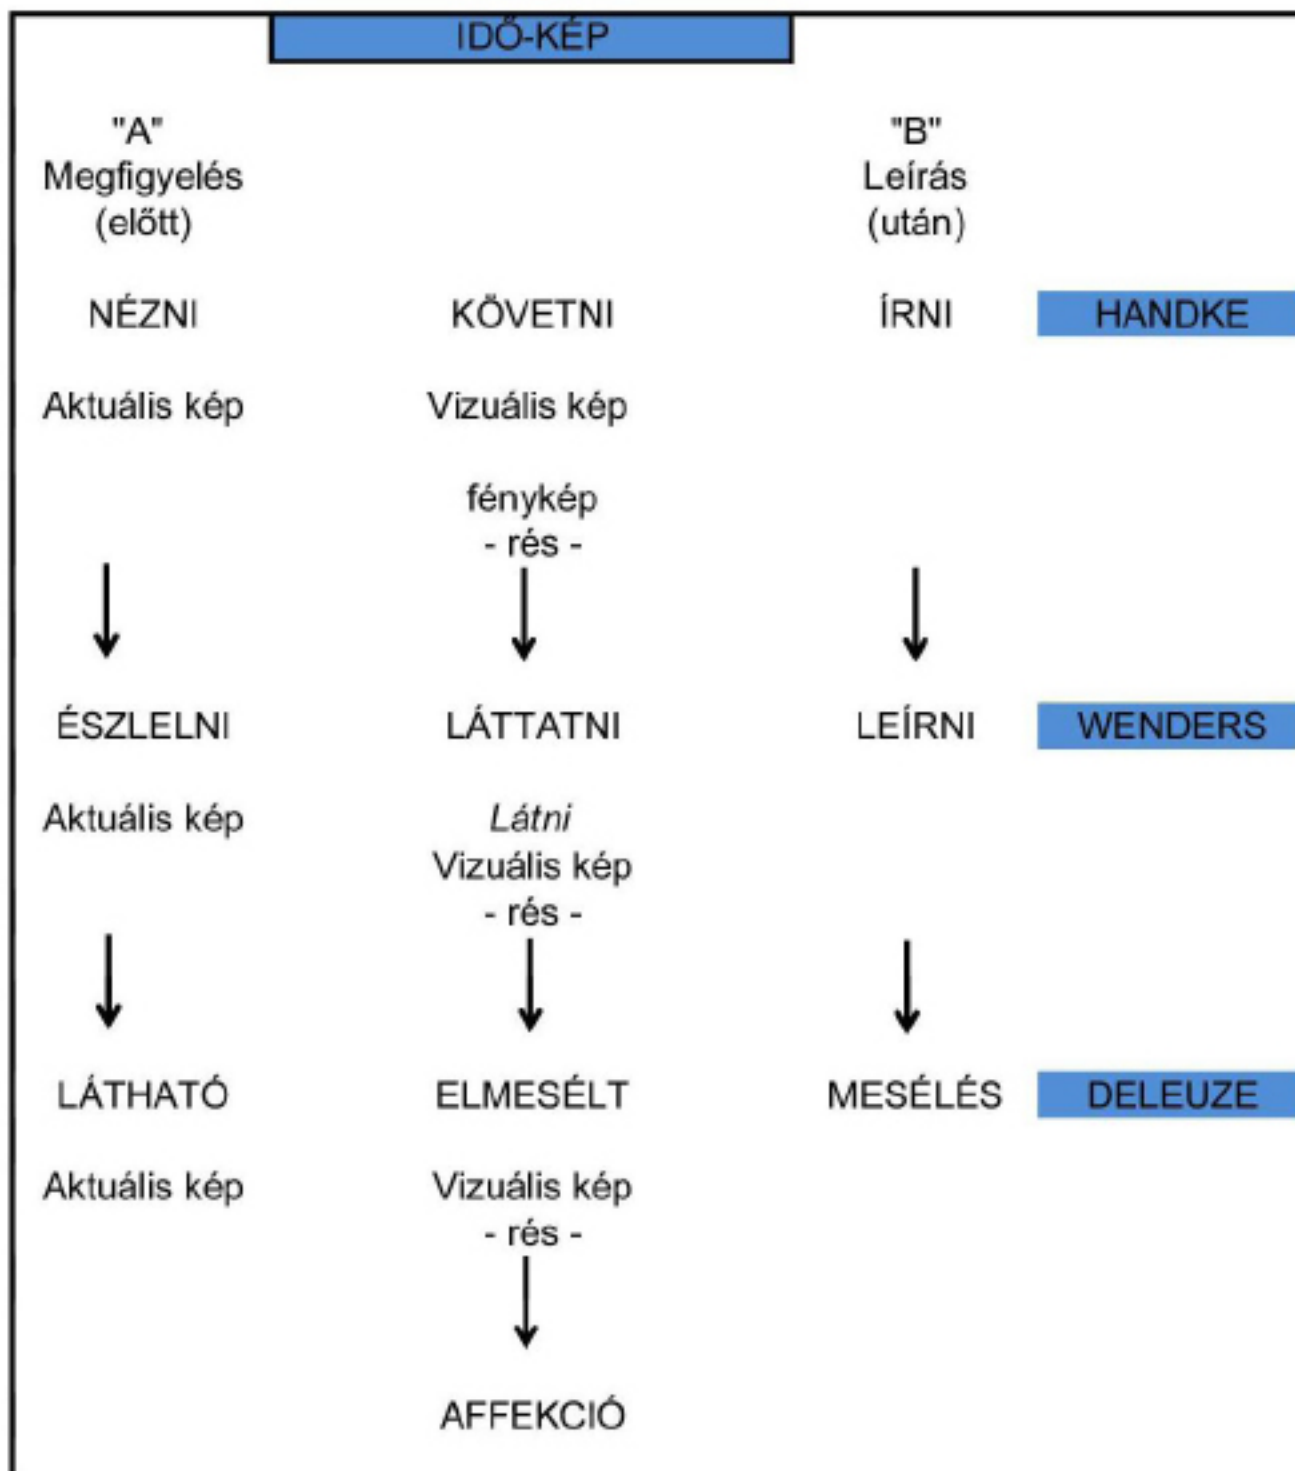 IDŐ-KÉP
"A" "B"
Megfigyelés Leírás
(előtt) (után)
NÉZNI KÖVETNI ÍRNI HANDKE
Aktuális kép Vizuális kép
fénykép
- rés -
ÉSZLELNI LÁTTATNI LEÍRNI WENDERS
Aktuális kép Látni
Vizuális kép
- rés -
LÁTHATÓ ELMESÉLT MESÉLÉS DELEUZE
Aktuális kép Vizuális kép
- rés -
AFFEKCIÓ